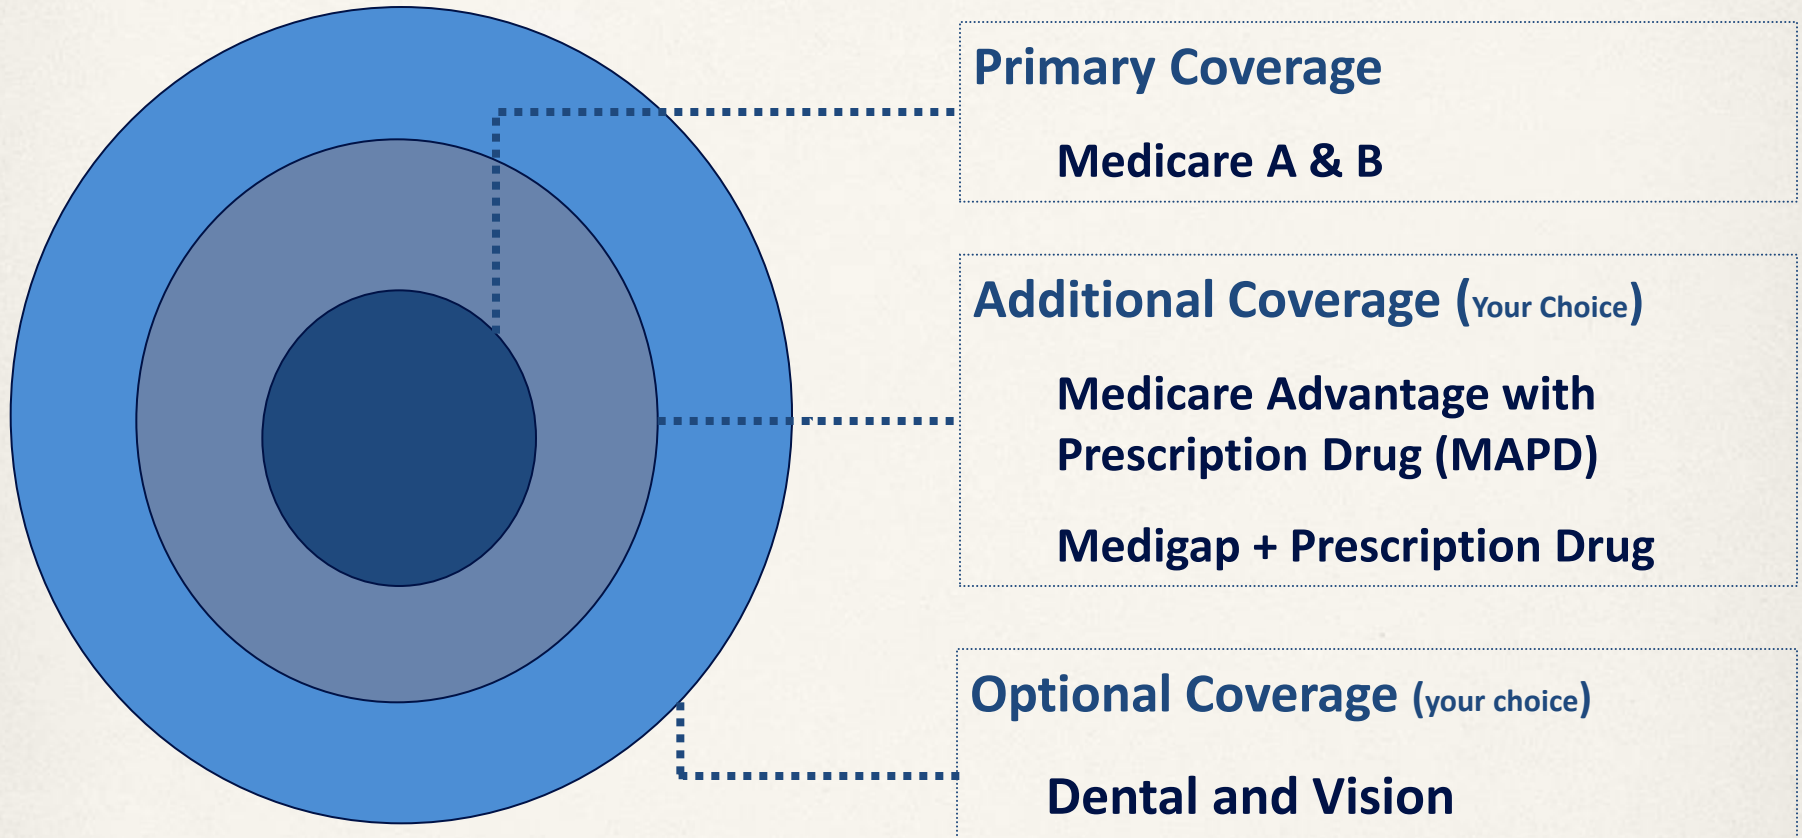 Primary Coverage
Medicare A & B
Additional Coverage (Your Choice)
Medicare Advantage with
Prescription Drug (MAPD)
Medigap + Prescription Drug
Optional Coverage (your choice)
Dental and Vision